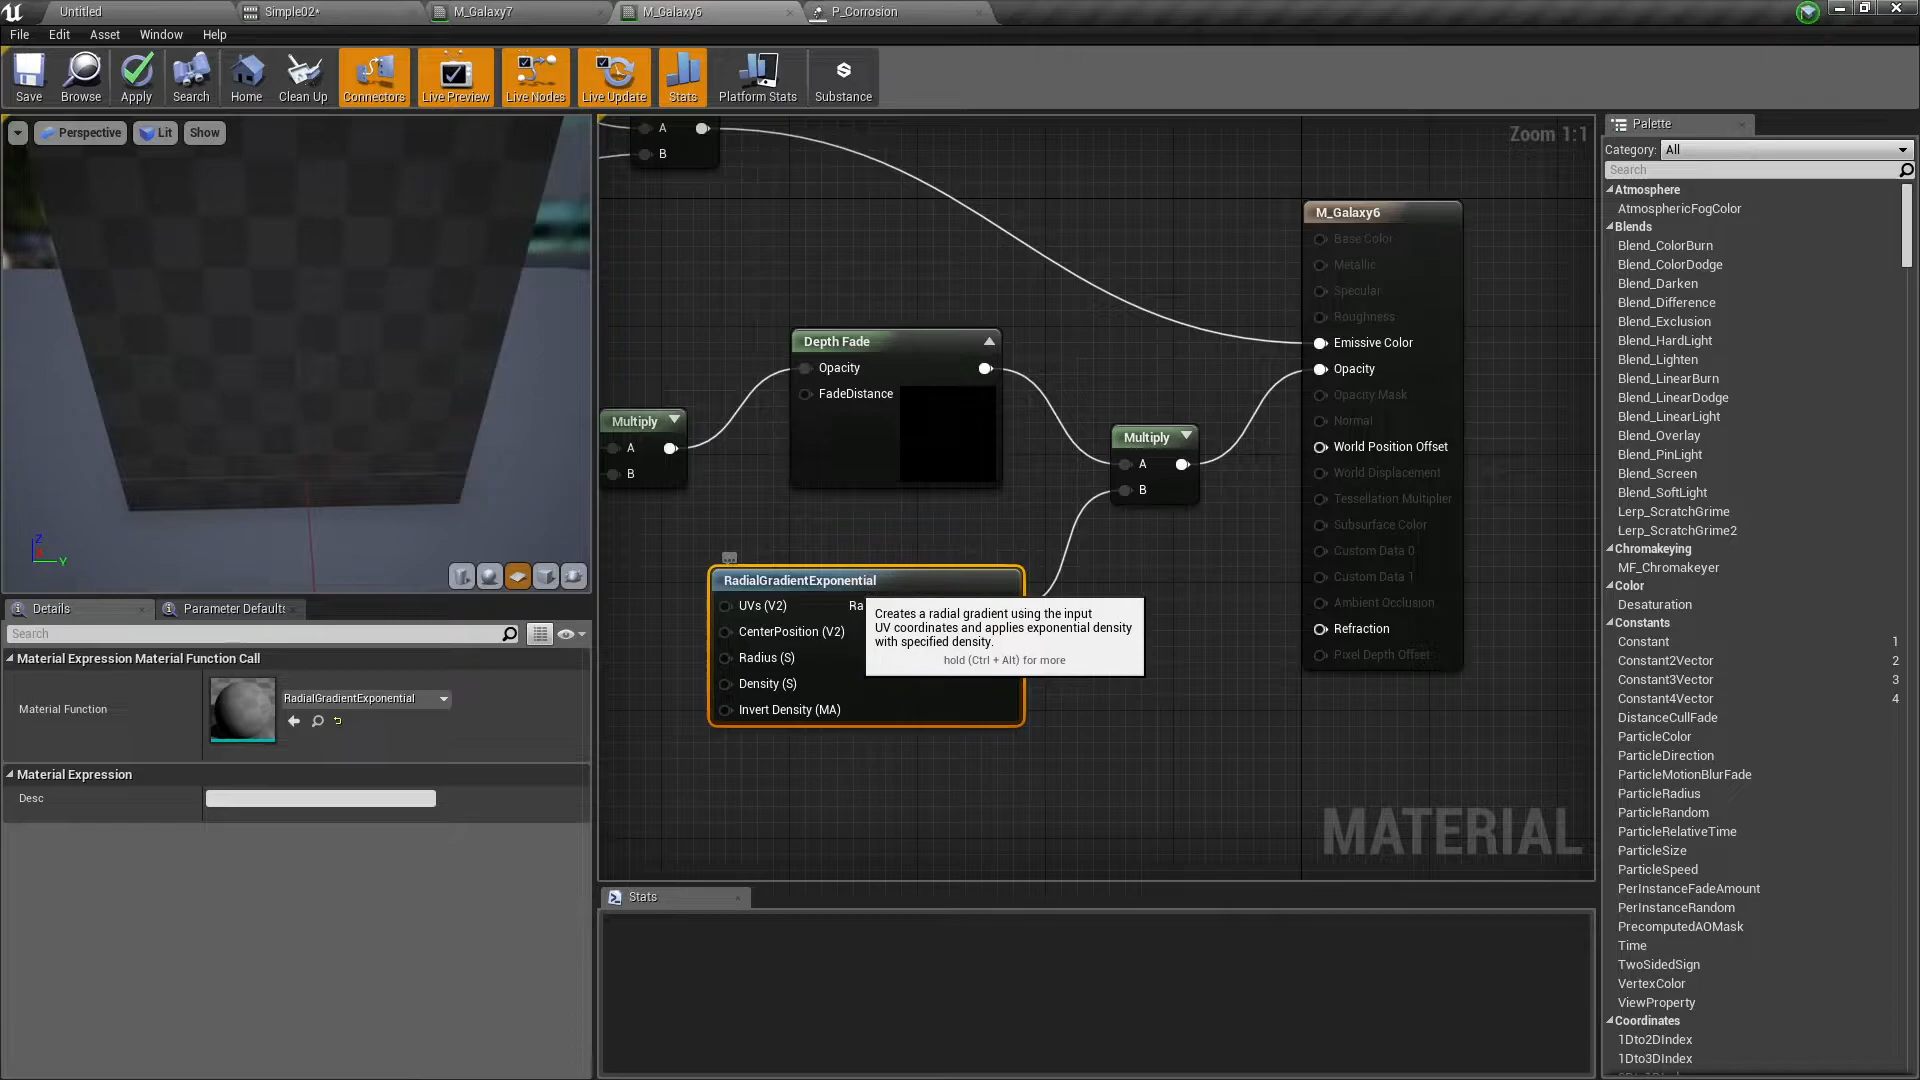 Untitled
Simple02*
M_Galaxy7
M_Galaxy6
P_Corrosion
File
Edit
Asset
Window
Help
Save
Browse
Apply
Search
Home
Clean Up
Connectors
Live Preview
Live Nodes
Live Update
Stats
Platform Stats
Substance
Perspective
Lit
Show
Z
X
Y
Details
Parameter Defaults
Search
Material Expression Material Function Call
Material Function
RadialGradientExponential
Material Expression
Desc
Zoom 1:1
A
B
Depth Fade
Opacity
FadeDistance
Multiply
A
B
Multiply
A
B
RadialGradientExponential
UVs (V2)
Ra
CenterPosition (V2)
Radius (S)
Density (S)
Invert Density (MA)
Creates a radial gradient using the input
UV coordinates and applies exponential density
with specified density.
hold (Ctrl + Alt) for more
M_Galaxy6
Base Color
Metallic
Specular
Roughness
Emissive Color
Opacity
Opacity Mask
Normal
World Position Offset
World Displacement
Tessellation Multiplier
Subsurface Color
Custom Data 0
Custom Data 1
Ambient Occlusion
Refraction
Pixel Depth Offset
MATERIAL
Stats
Palette
Category: All
Search
Atmosphere
AtmosphericFogColor
Blends
Blend_ColorBurn
Blend_ColorDodge
Blend_Darken
Blend_Difference
Blend_Exclusion
Blend_HardLight
Blend_Lighten
Blend_LinearBurn
Blend_LinearDodge
Blend_LinearLight
Blend_Overlay
Blend_PinLight
Blend_Screen
Blend_SoftLight
Lerp_ScratchGrime
Lerp_ScratchGrime2
Chromakeying
MF_Chromakeyer
Color
Desaturation
Constants
Constant 1
Constant2Vector 2
Constant3Vector 3
Constant4Vector 4
DistanceCullFade
ParticleColor
ParticleDirection
ParticleMotionBlurFade
ParticleRadius
ParticleRandom
ParticleRelativeTime
ParticleSize
ParticleSpeed
PerInstanceFadeAmount
PerInstanceRandom
PrecomputedAOMask
Time
TwoSidedSign
VertexColor
ViewProperty
Coordinates
1Dto2DIndex
1Dto3DIndex